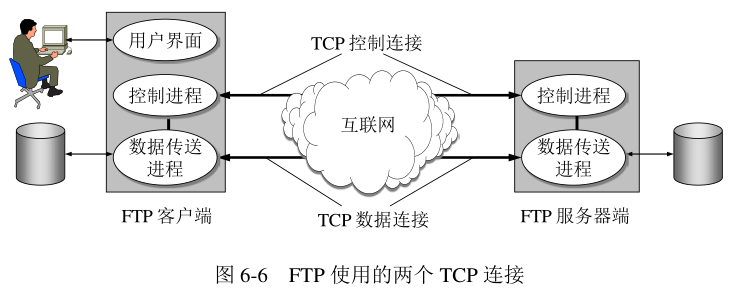 用户界面
TCP 控制连接
控制进程
互联网
控制进程
数据传送
进程
数据传送
进程
FTP 客户端
TCP 数据连接
FTP 服务器端
图 6-6 FTP 使用的两个 TCP 连接